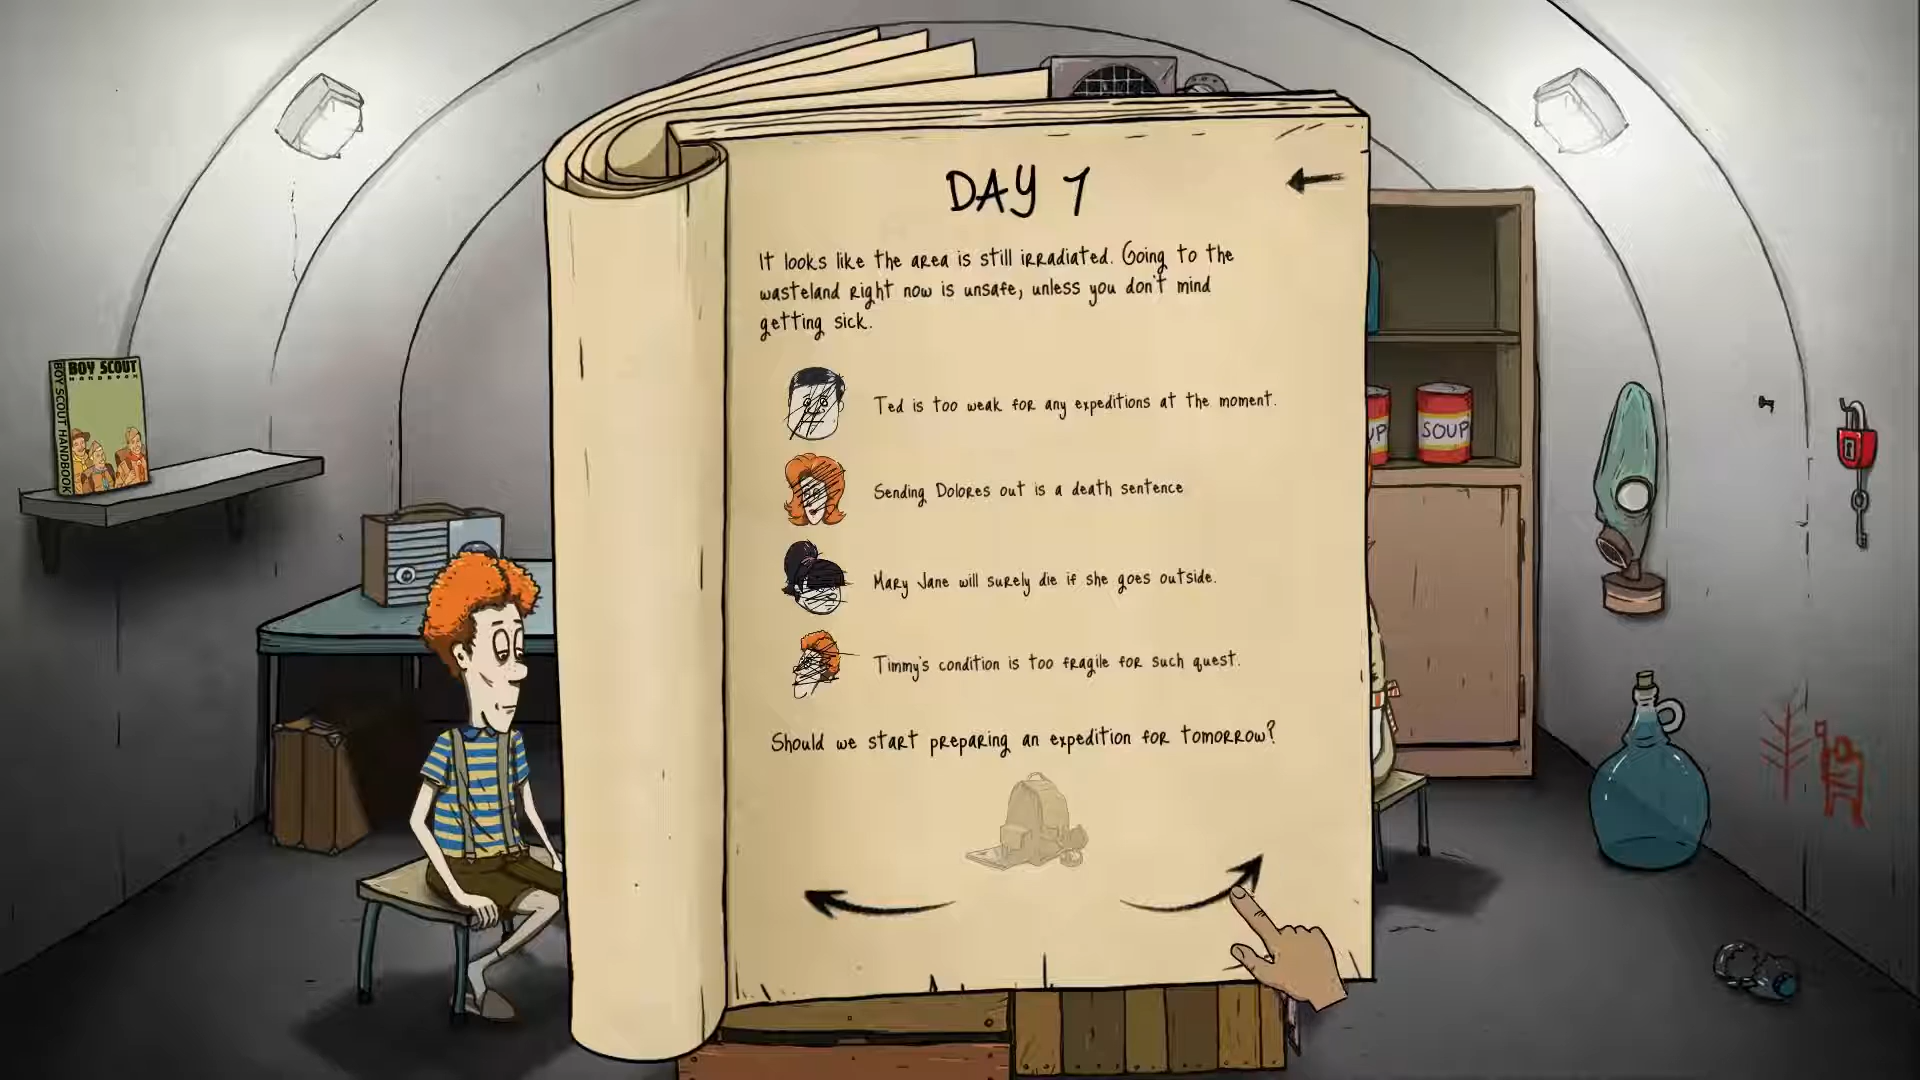 DAY 7
It looks like the area is still irradiated. Going to the
wasteland right now is unsafe, unless you don't mind
getting sick.
Ted is too weak for any expeditions at the moment.
Sending Dolores out is a death sentence
Mary Jane will surely die if she goes outside.
Timmy's condition is too fragile for such quest.
Should we start preparing an expedition for tomorrow?
BOY SCOUT
HANDBOOK
BOY SCOUT HANDBOOK
UP
SOUP